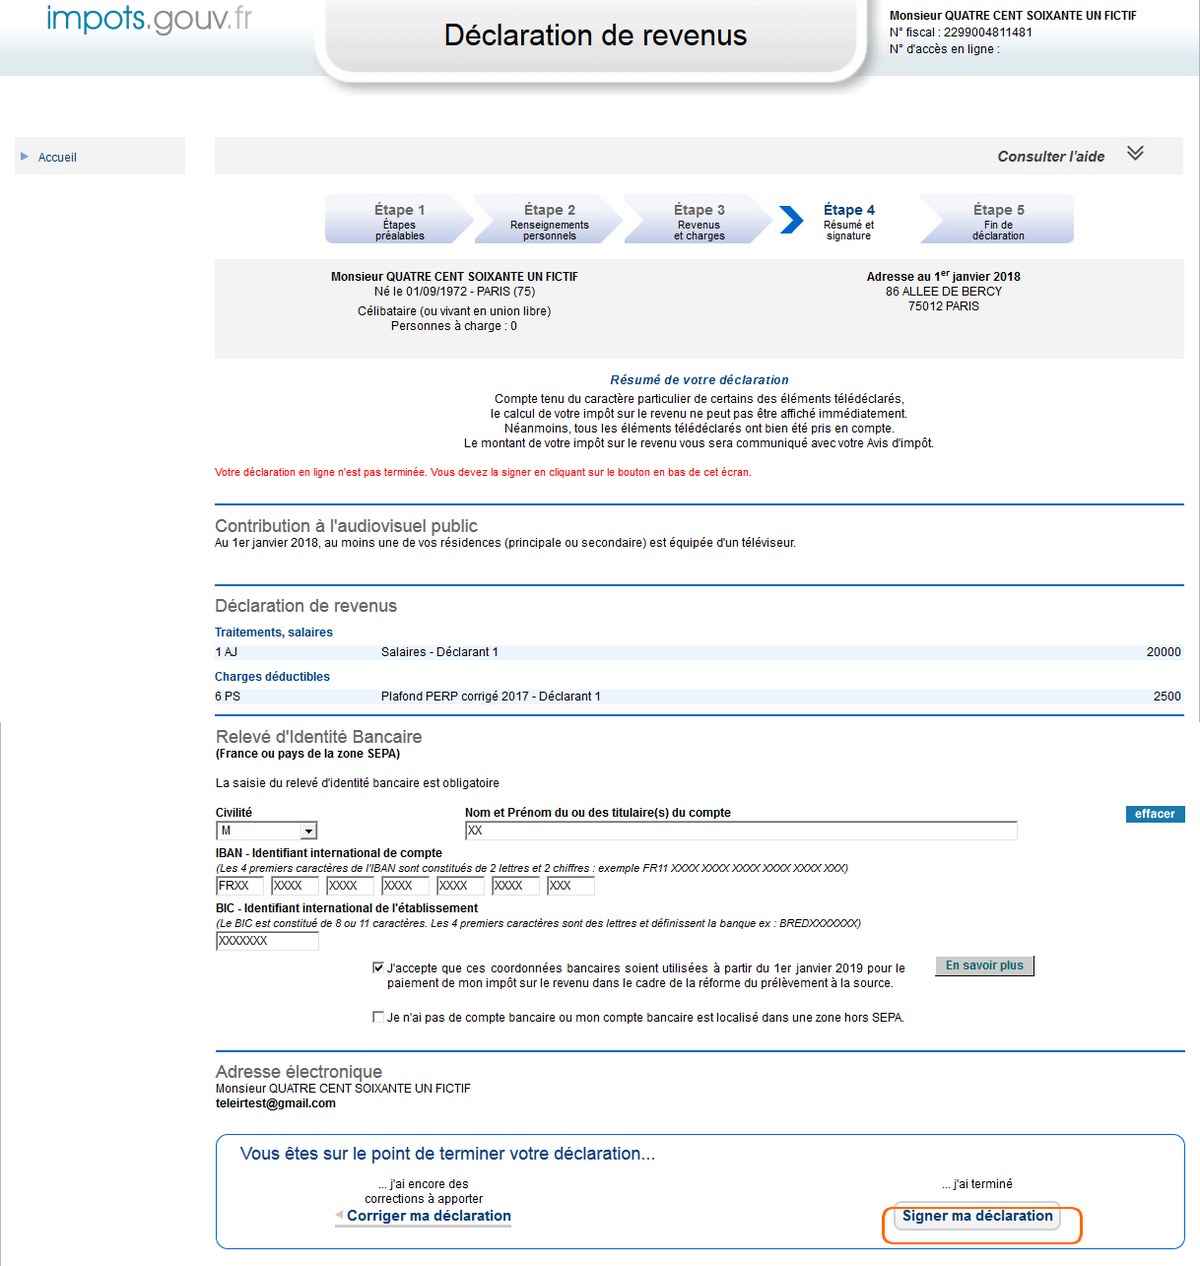 impots.gouv.fr
Déclaration de revenus
Monsieur QUATRE CENT SOIXANTE UN FICTIF
N° fiscal : 2299004811481
N° d'accès en ligne :
Accueil
Consulter l'aide
Étape 1
Étapes
préalables
Étape 2
Renseignements
personnels
Étape 3
Revenus
et charges
Étape 4
Résumé et
signature
Étape 5
Fin de
déclaration
Monsieur QUATRE CENT SOIXANTE UN FICTIF
Né le 01/09/1972 - PARIS (75)
Célibataire (ou vivant en union libre)
Personnes à charge : 0
Adresse au 1er janvier 2018
86 ALLEE DE BERCY
75012 PARIS
Résumé de votre déclaration
Compte tenu du caractère particulier de certains des éléments télédéclarés,
le calcul de votre impôt sur le revenu ne peut pas être affiché immédiatement.
Néanmoins, tous les éléments télédéclarés ont bien été pris en compte.
Le montant de votre impôt sur le revenu vous sera communiqué avec votre Avis d'impôt.
Votre déclaration en ligne n'est pas terminée. Vous devez la signer en cliquant sur le bouton en bas de cet écran.
Contribution à l'audiovisuel public
Au 1er janvier 2018, au moins une de vos résidences (principale ou secondaire) est équipée d'un téléviseur.
Déclaration de revenus
Traitements, salaires
1 AJ Salaires - Déclarant 1 20000
Charges déductibles
6 PS Plafond PERP corrigé 2017 - Déclarant 1 2500
Relevé d'Identité Bancaire
(France ou pays de la zone SEPA)
La saisie du relevé d'identité bancaire est obligatoire
Civilité Nom et Prénom du ou des titulaire(s) du compte effacer
M XX
IBAN - Identifiant international de compte
(Les 4 premiers caractères de l'IBAN sont constitués de 2 lettres et 2 chiffres : exemple FR11 XXXX XXXX XXXX XXXX XXXX XXX)
FRXX XXXX XXXX XXXX XXXX XXXX XXX
BIC - Identifiant international de l'établissement
(Le BIC est constitué de 8 ou 11 caractères. Les 4 premiers caractères sont des lettres et définissent la banque ex : BREDXXXXXXX)
XXXXXXX
J'accepte que ces coordonnées bancaires soient utilisées à partir du 1er janvier 2019 pour le
paiement de mon impôt sur le revenu dans le cadre de la réforme du prélèvement à la source.
En savoir plus
Je n'ai pas de compte bancaire ou mon compte bancaire est localisé dans une zone hors SEPA.
Adresse électronique
Monsieur QUATRE CENT SOIXANTE UN FICTIF
teleirtest@gmail.com
Vous êtes sur le point de terminer votre déclaration...
... j'ai encore des
corrections à apporter
Corriger ma déclaration
... j'ai terminé
Signer ma déclaration